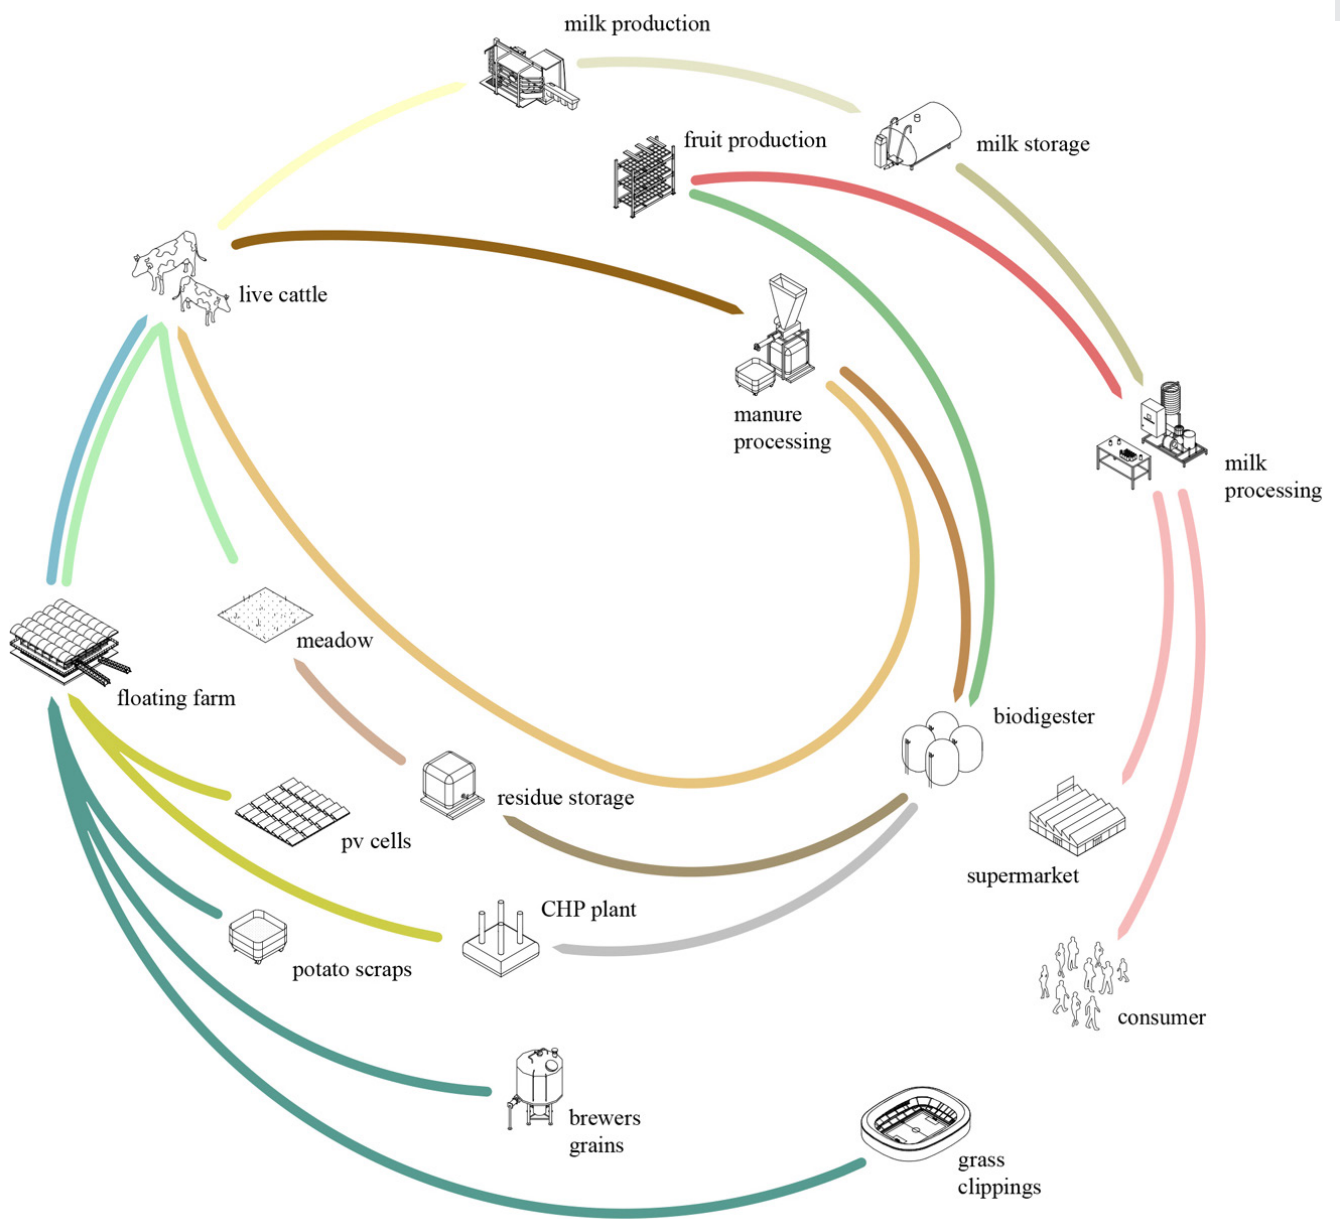 milk production
fruit production
milk storage
live cattle
manure
processing
milk
processing
meadow
floating farm
biodigester
residue storage
pv cells
supermarket
CHP plant
potato scraps
consumer
brewers
grains
grass
clippings